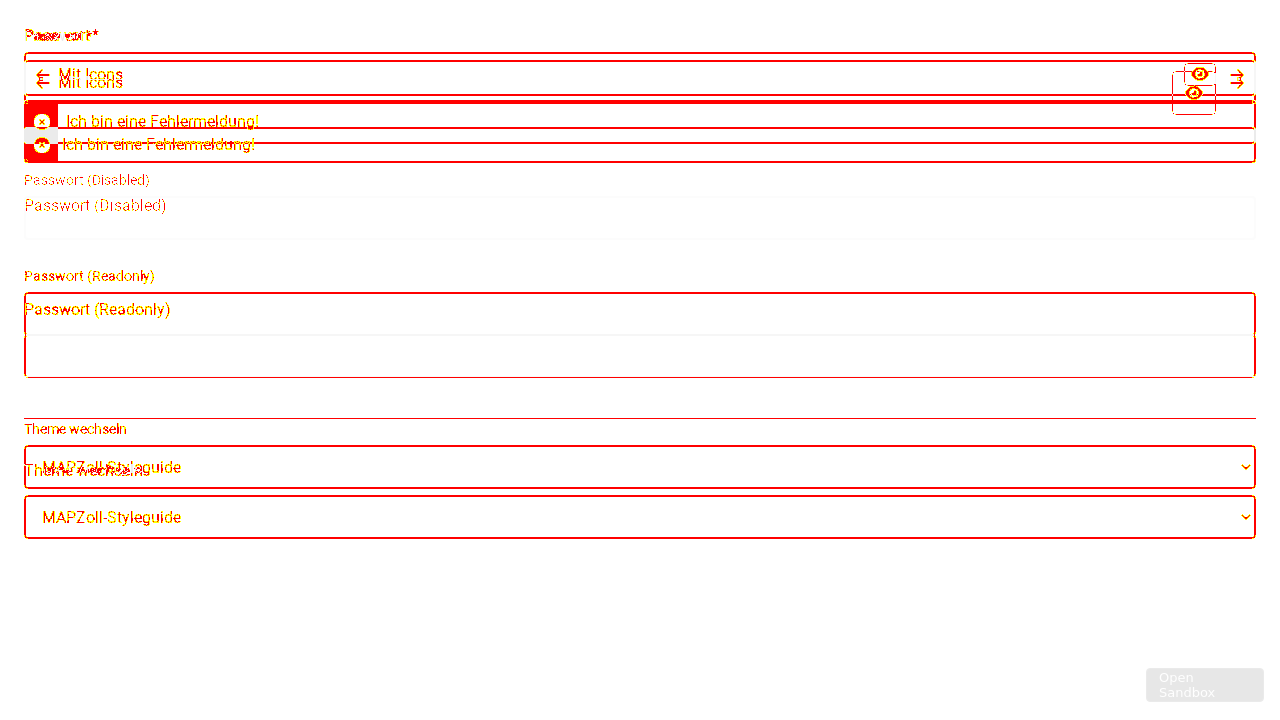 Passwort*
Mit Icons
Mit Icons
Ich bin eine Fehlermeldung!
Ich bin eine Fehlermeldung!
Passwort (Disabled)
Passwort (Disabled)
Passwort (Readonly)
Passwort (Readonly)
Theme wechseln
MAPZoll-Styleguide
Theme wechseln
MAPZoll-Styleguide
Open
Sandbox